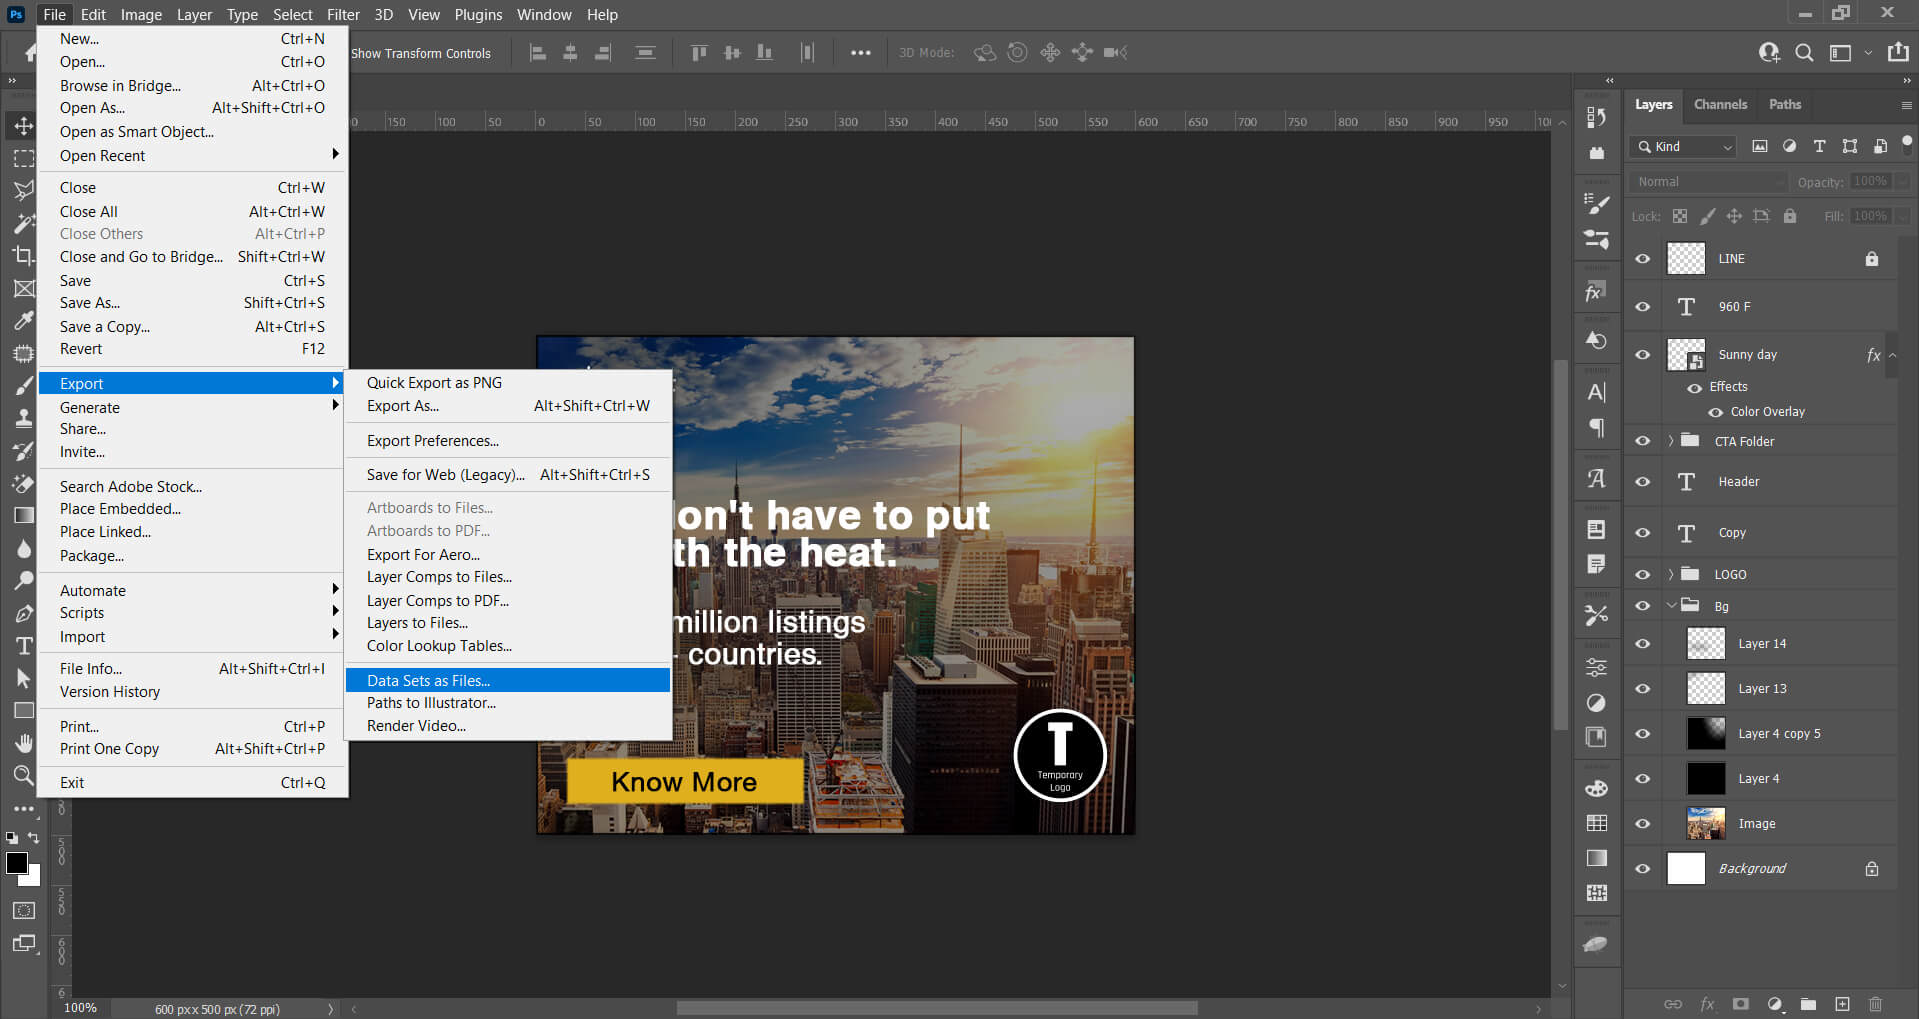 Ps File Edit Image Layer Type Select Filter 3D View Plugins Window Help
Show Transform Controls
3D Mode:
New... Ctrl+N
Open... Ctrl+O
Browse in Bridge... Alt+Ctrl+O
Open As... Alt+Shift+Ctrl+O
Open as Smart Object...
Open Recent
Close Ctrl+W
Close All Alt+Ctrl+W
Close Others Alt+Ctrl+P
Close and Go to Bridge... Shift+Ctrl+W
Save Ctrl+S
Save As... Shift+Ctrl+S
Save a Copy... Alt+Ctrl+S
Revert F12
Export
Generate
Share...
Invite...
Search Adobe Stock...
Place Embedded...
Place Linked...
Package...
Automate
Scripts
Import
File Info... Alt+Shift+Ctrl+I
Version History
Print... Ctrl+P
Print One Copy Alt+Shift+Ctrl+P
Exit Ctrl+Q
Quick Export as PNG
Export As... Alt+Shift+Ctrl+W
Export Preferences...
Save for Web (Legacy)... Alt+Shift+Ctrl+S
Artboards to Files...
Artboards to PDF...
Export For Aero...
Layer Comps to Files...
Layer Comps to PDF...
Layers to Files...
Color Lookup Tables...
Data Sets as Files...
Paths to Illustrator...
Render Video...
150 100 50 0 50 100 150 200 250 300 350 400 450 500 550 600 650 700 750 800 850 900 950
on't have to put
th the heat.
million listings
countries.
Know More
T
Temporary
Logo
500
550
600
100% 600 px x 500 px (72 ppi)
Layers Channels Paths
Kind
Normal Opacity: 100%
Lock: Fill: 100%
LINE
960 F
Sunny day fx
Effects
Color Overlay
CTA Folder
Header
Copy
LOGO
Bg
Layer 14
Layer 13
Layer 4 copy 5
Layer 4
Image
Background